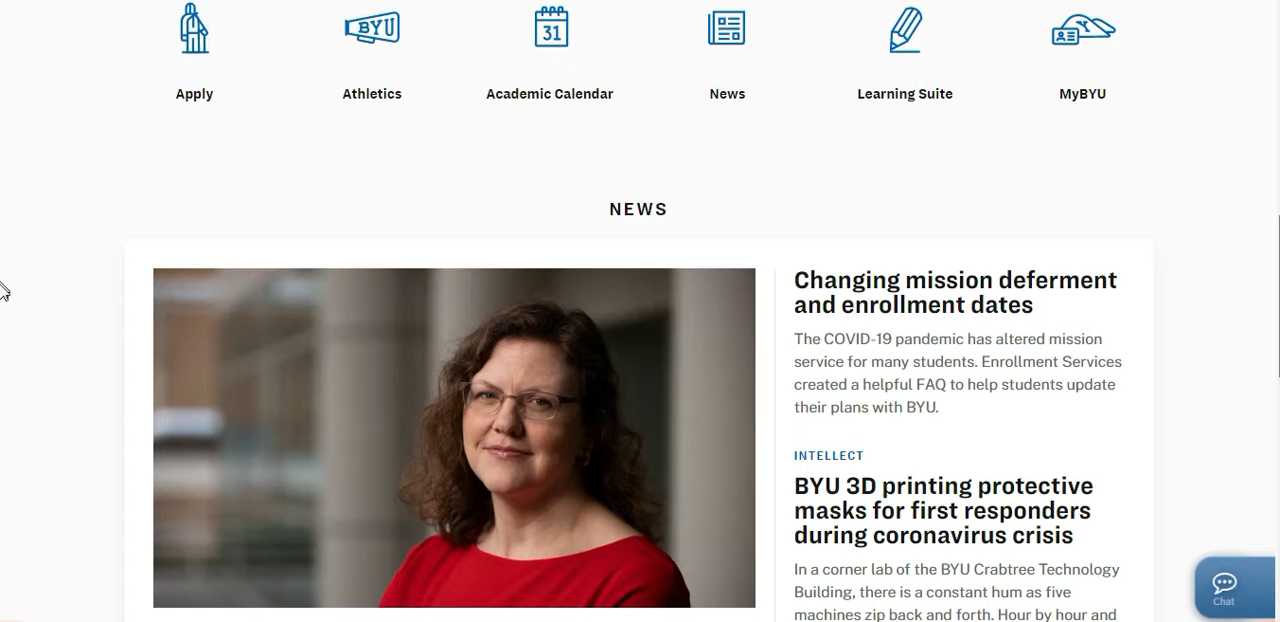 BYU
31
Y
Apply
Athletics
Academic Calendar
News
Learning Suite
MyBYU
NEWS
Changing mission deferment
and enrollment dates
The COVID-19 pandemic has altered mission
service for many students. Enrollment Services
created a helpful FAQ to help students update
their plans with BYU.
INTELLECT
BYU 3D printing protective
masks for first responders
during coronavirus crisis
In a corner lab of the BYU Crabtree Technology
Building, there is a constant hum as five
machines zip back and forth. Hour by hour and
Chat